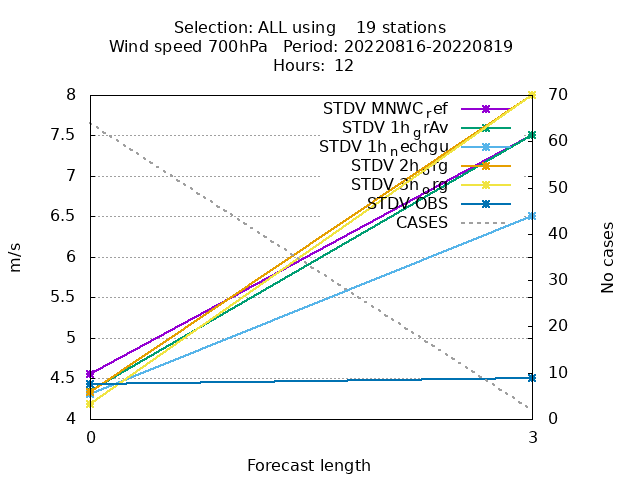 Selection: ALL using    19 stations
Wind speed 700hPa   Period: 20220816-20220819
Hours:  12
8
7.5
7
6.5
6
5.5
5
4.5
4
70
60
50
40
30
20
10
0
STDV MNWC_ref
STDV 1h_grAv
STDV 1h_nechgu
STDV 2h_org
STDV 3h_org
STDV OBS
CASES
m/s
No cases
0
3
Forecast length